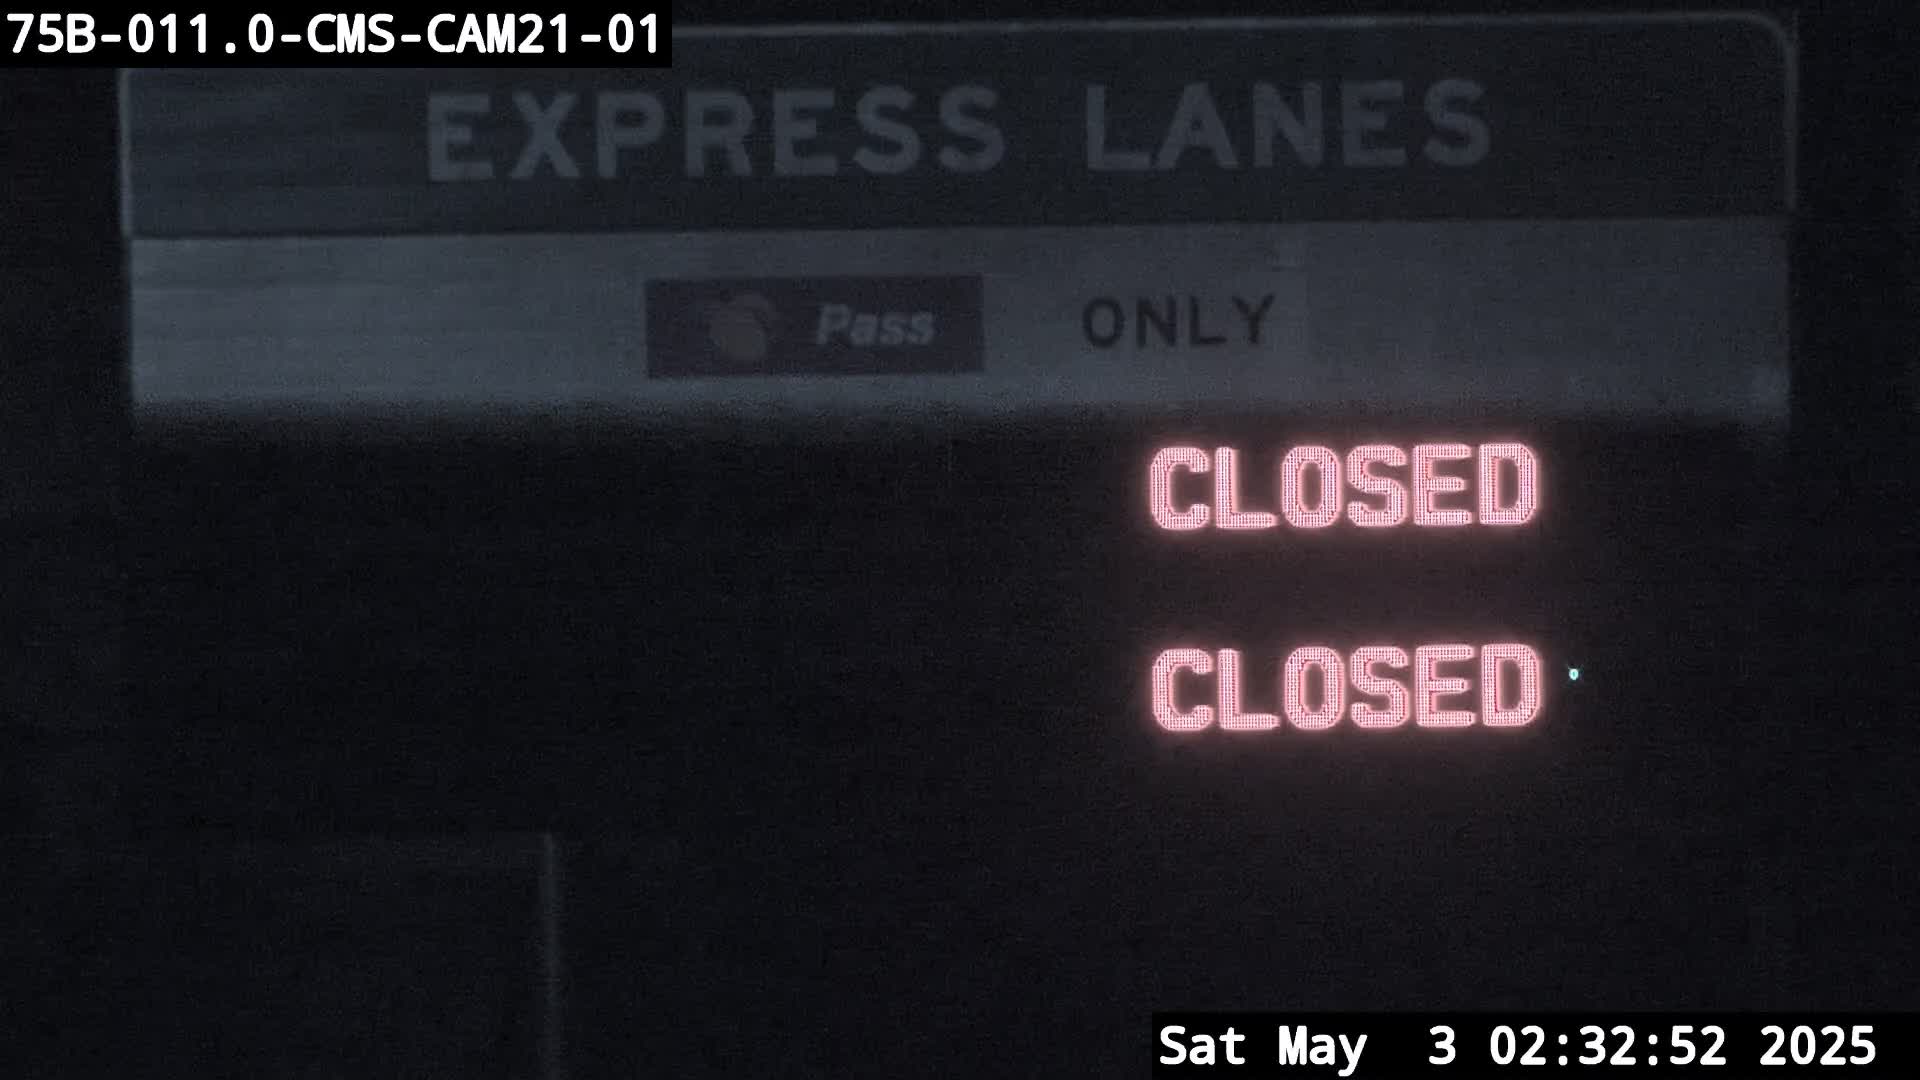 75B-011.0-CMS-CAM21-01
EXPRESS LANES
Pass ONLY
CLOSED
CLOSED
Sat May 3 02:32:52 2025